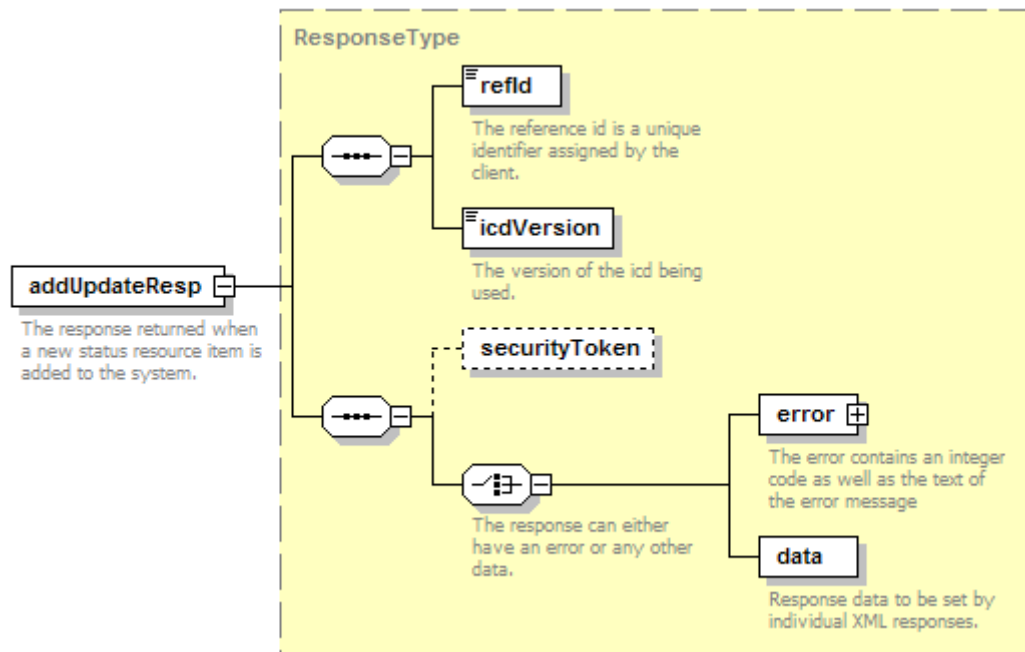 ResponseType
refId
The reference id is a unique
identifier assigned by the
client.
icdVersion
The version of the icd being
used.
addUpdateResp
The response returned when
a new status resource item is
added to the system.
securityToken
The response can either
have an error or any other
data.
error
The error contains an integer
code as well as the text of
the error message
data
Response data to be set by
individual XML responses.